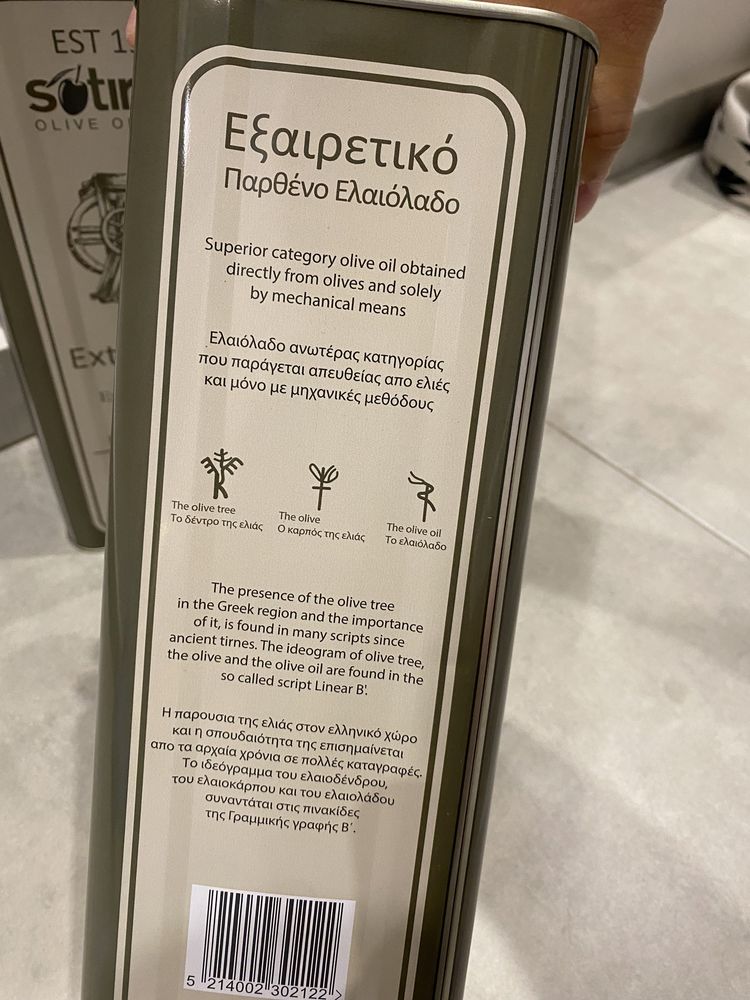 EST
sotir
OLIVE
Ext
Εξαιρετικό
Παρθένο Ελαιόλαδο
Superior category olive oil obtained
directly from olives and solely
by mechanical means
Ελαιόλαδο ανωτέρας κατηγορίας
που παράγεται απευθείας απο ελιές
και μόνο με μηχανικές μεθόδους
The olive tree
Το δέντρο της ελιάς
The olive
Ο καρπός της ελιάς
The olive oil
Το ελαιόλαδο
The presence of the olive tree
in the Greek region and the importance
of it, is found in many scripts since
ancient tirnes. The ideogram of olive tree,
the olive and the olive oil are found in the
so called script Linear B'.
Η παρουσια της ελιάς στον ελληνικό χώρο
και η σπουδαιότητα της επισημαίνεται
απο τα αρχαία χρόνια σε πολλές καταγραφές.
Το ιδεόγραμμα του ελαιοδένδρου,
του ελαιοκάρπου και του ελαιολάδου
συναντάται στις πινακίδες
της Γραμμικής γραφής Β΄.
5 214002 302122 >